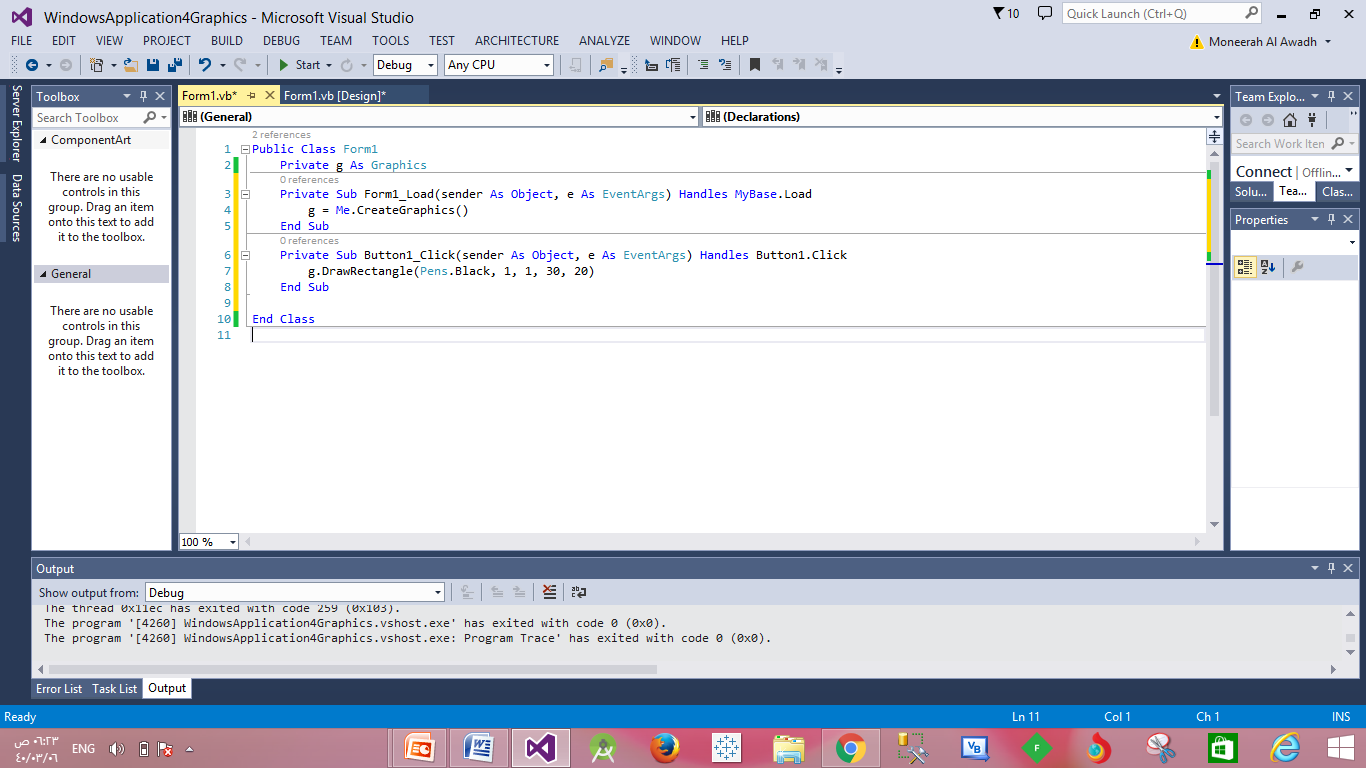 WindowsApplication4Graphics - Microsoft Visual Studio
10
Quick Launch (Ctrl+Q)
FILE EDIT VIEW PROJECT BUILD DEBUG TEAM TOOLS TEST ARCHITECTURE ANALYZE WINDOW HELP
Moneerah Al Awadh
Start Debug Any CPU
Server Explorer
Data Sources
Toolbox
Search Toolbox
ComponentArt
There are no usable
controls in this
group. Drag an item
onto this text to add
it to the toolbox.
General
There are no usable
controls in this
group. Drag an item
onto this text to add
it to the toolbox.
Form1.vb* Form1.vb [Design]*
(General) (Declarations)
2 references
1 Public Class Form1
2 Private g As Graphics
0 references
3 Private Sub Form1_Load(sender As Object, e As EventArgs) Handles MyBase.Load
4 g = Me.CreateGraphics()
5 End Sub
0 references
6 Private Sub Button1_Click(sender As Object, e As EventArgs) Handles Button1.Click
7 g.DrawRectangle(Pens.Black, 1, 1, 30, 20)
8 End Sub
9
10 End Class
11
100 %
Team Explo...
Search Work Iten
Connect | Offlin...
Solu... Tea... Clas...
Properties
Output
Show output from: Debug
The thread 0x11ec has exited with code 259 (0x103).
The program '[4260] WindowsApplication4Graphics.vshost.exe' has exited with code 0 (0x0).
The program '[4260] WindowsApplication4Graphics.vshost.exe: Program Trace' has exited with code 0 (0x0).
Error List Task List Output
Ready Ln 11 Col 1 Ch 1 INS
٠٦:٢٣ ص
٤٠/٠٣/٠٦
ENG